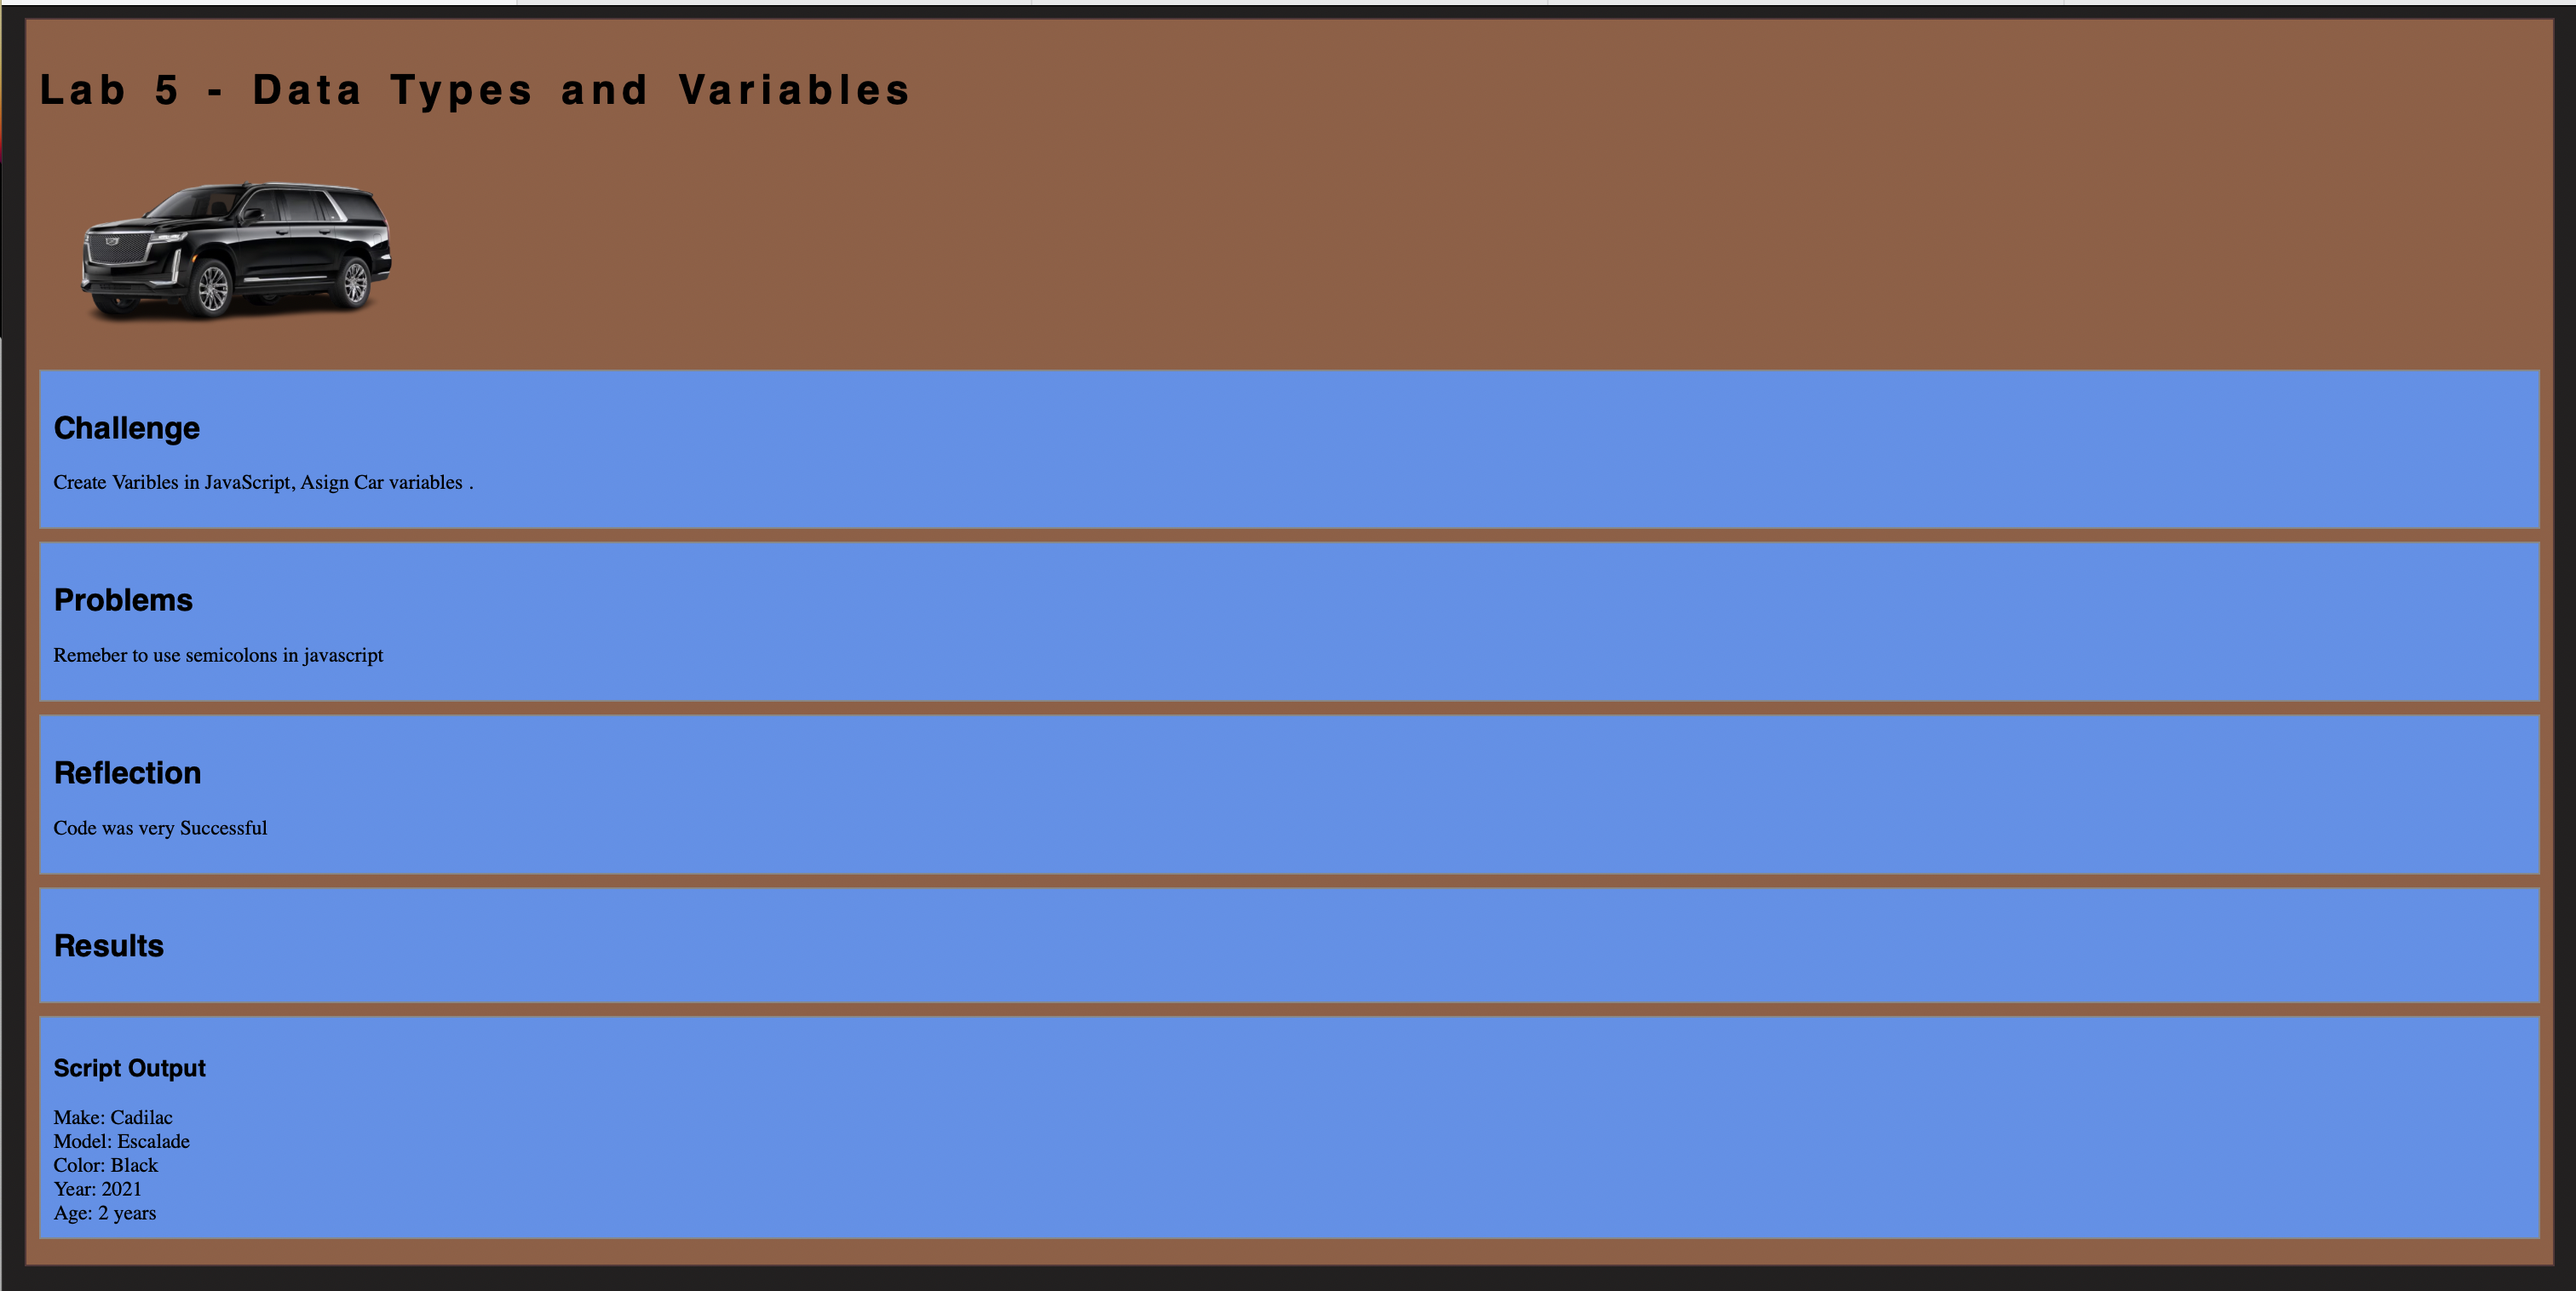 Lab 5 - Data Types and Variables
Challenge
Create Varibles in JavaScript, Asign Car variables .
Problems
Remeber to use semicolons in javascript
Reflection
Code was very Successful
Results
Script Output
Make: Cadilac
Model: Escalade
Color: Black
Year: 2021
Age: 2 years